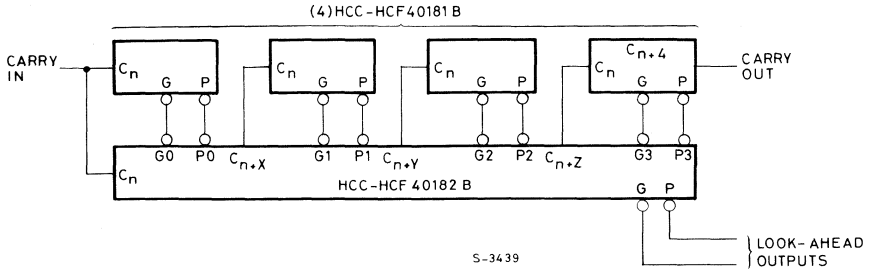 (4)HCC-HCF40181B
CARRY
IN
Cn
G
P
Cn
G
P
Cn
G
P
Cn+4
Cn
G
P
CARRY
OUT
G0
P0
Cn+X
G1
P1
Cn+Y
G2
P2
Cn+Z
G3
P3
Cn
HCC-HCF 40182 B
G
P
LOOK-AHEAD
OUTPUTS
S-3439